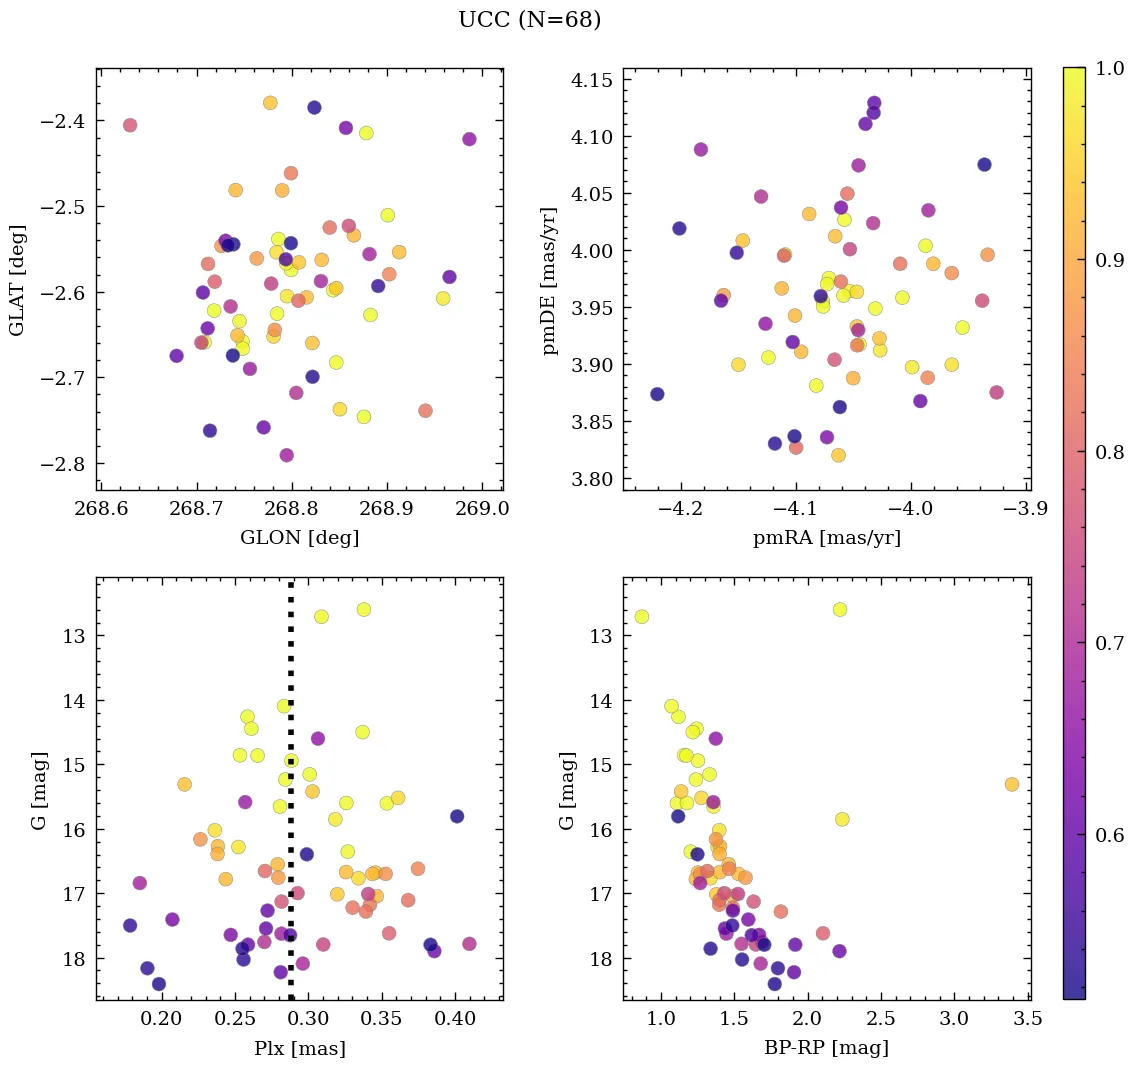 UCC (N=68)
−2.4
−2.5
−2.6
−2.7
−2.8
GLAT [deg]
268.6 268.7 268.8 268.9 269.0
GLON [deg]
4.15
4.10
4.05
4.00
3.95
3.90
3.85
3.80
pmDE [mas/yr]
−4.2 −4.1 −4.0 −3.9
pmRA [mas/yr]
13
14
15
16
17
18
G [mag]
0.20 0.25 0.30 0.35 0.40
Plx [mas]
13
14
15
16
17
18
G [mag]
1.0 1.5 2.0 2.5 3.0 3.5
BP-RP [mag]
1.0
0.9
0.8
0.7
0.6